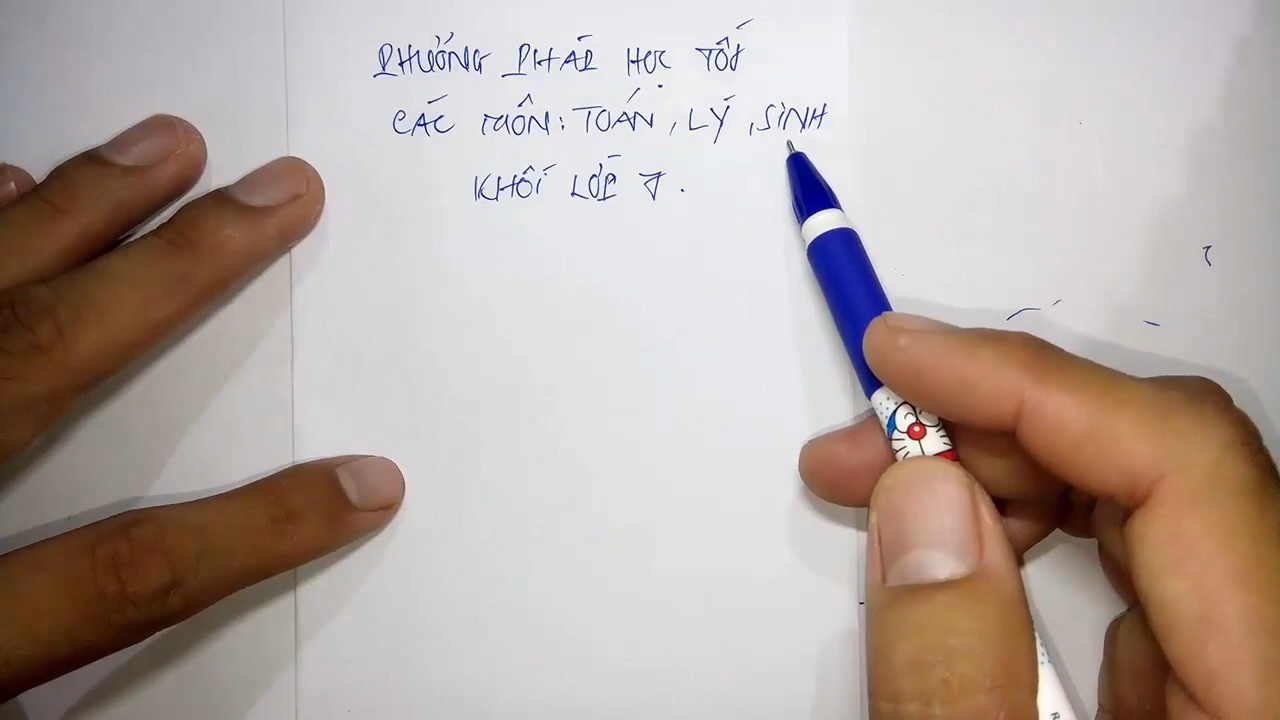 PHƯƠNG PHÁP HỌC TỐT
CÁC MÔN: TOÁN, LÝ, SINH
KHỐI LỚP 7.